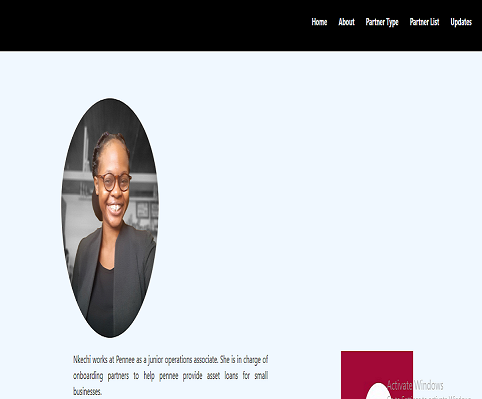 Home About Partner Type Partner List Updates
Nkechi works at Pennee as a junior operations associate. She is in charge of
onboarding partners to help pennee provide asset loans for small
businesses.
Activate Windows